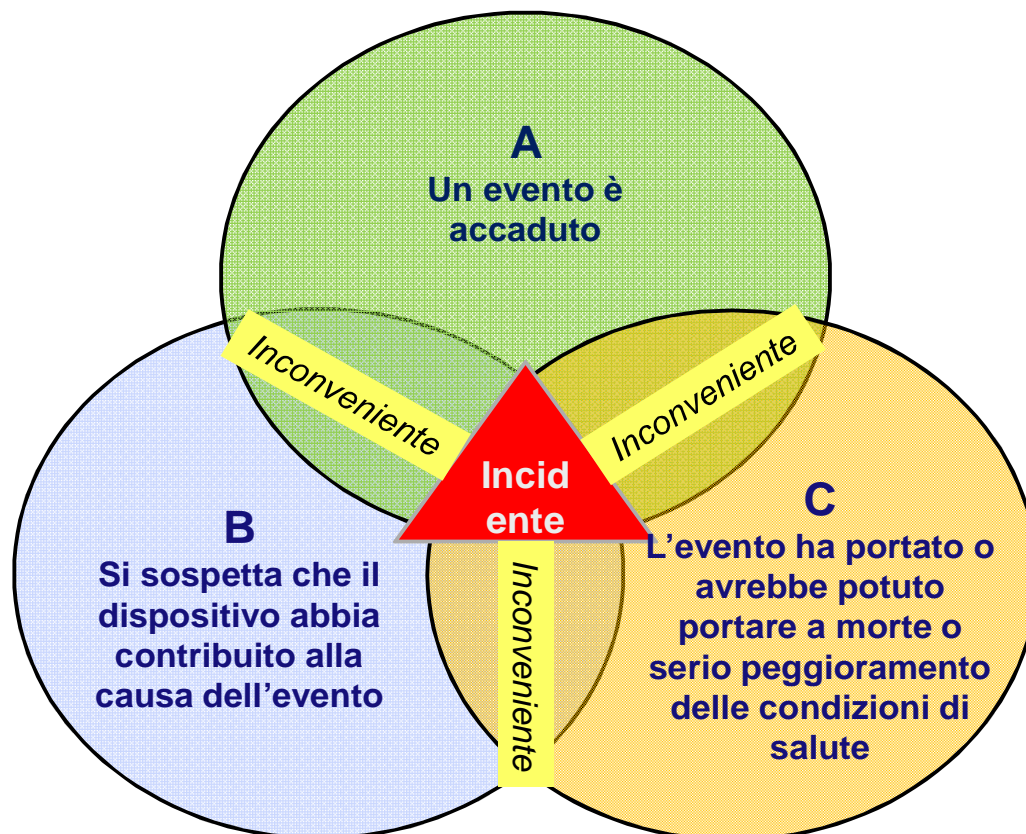 A
Un evento è
accaduto
Inconveniente
Inconveniente
Incid
ente
B
Si sospetta che il
dispositivo abbia
contribuito alla
causa dell’evento
Inconveniente
C
L’evento ha portato o
avrebbe potuto
portare a morte o
serio peggioramento
delle condizioni di
salute